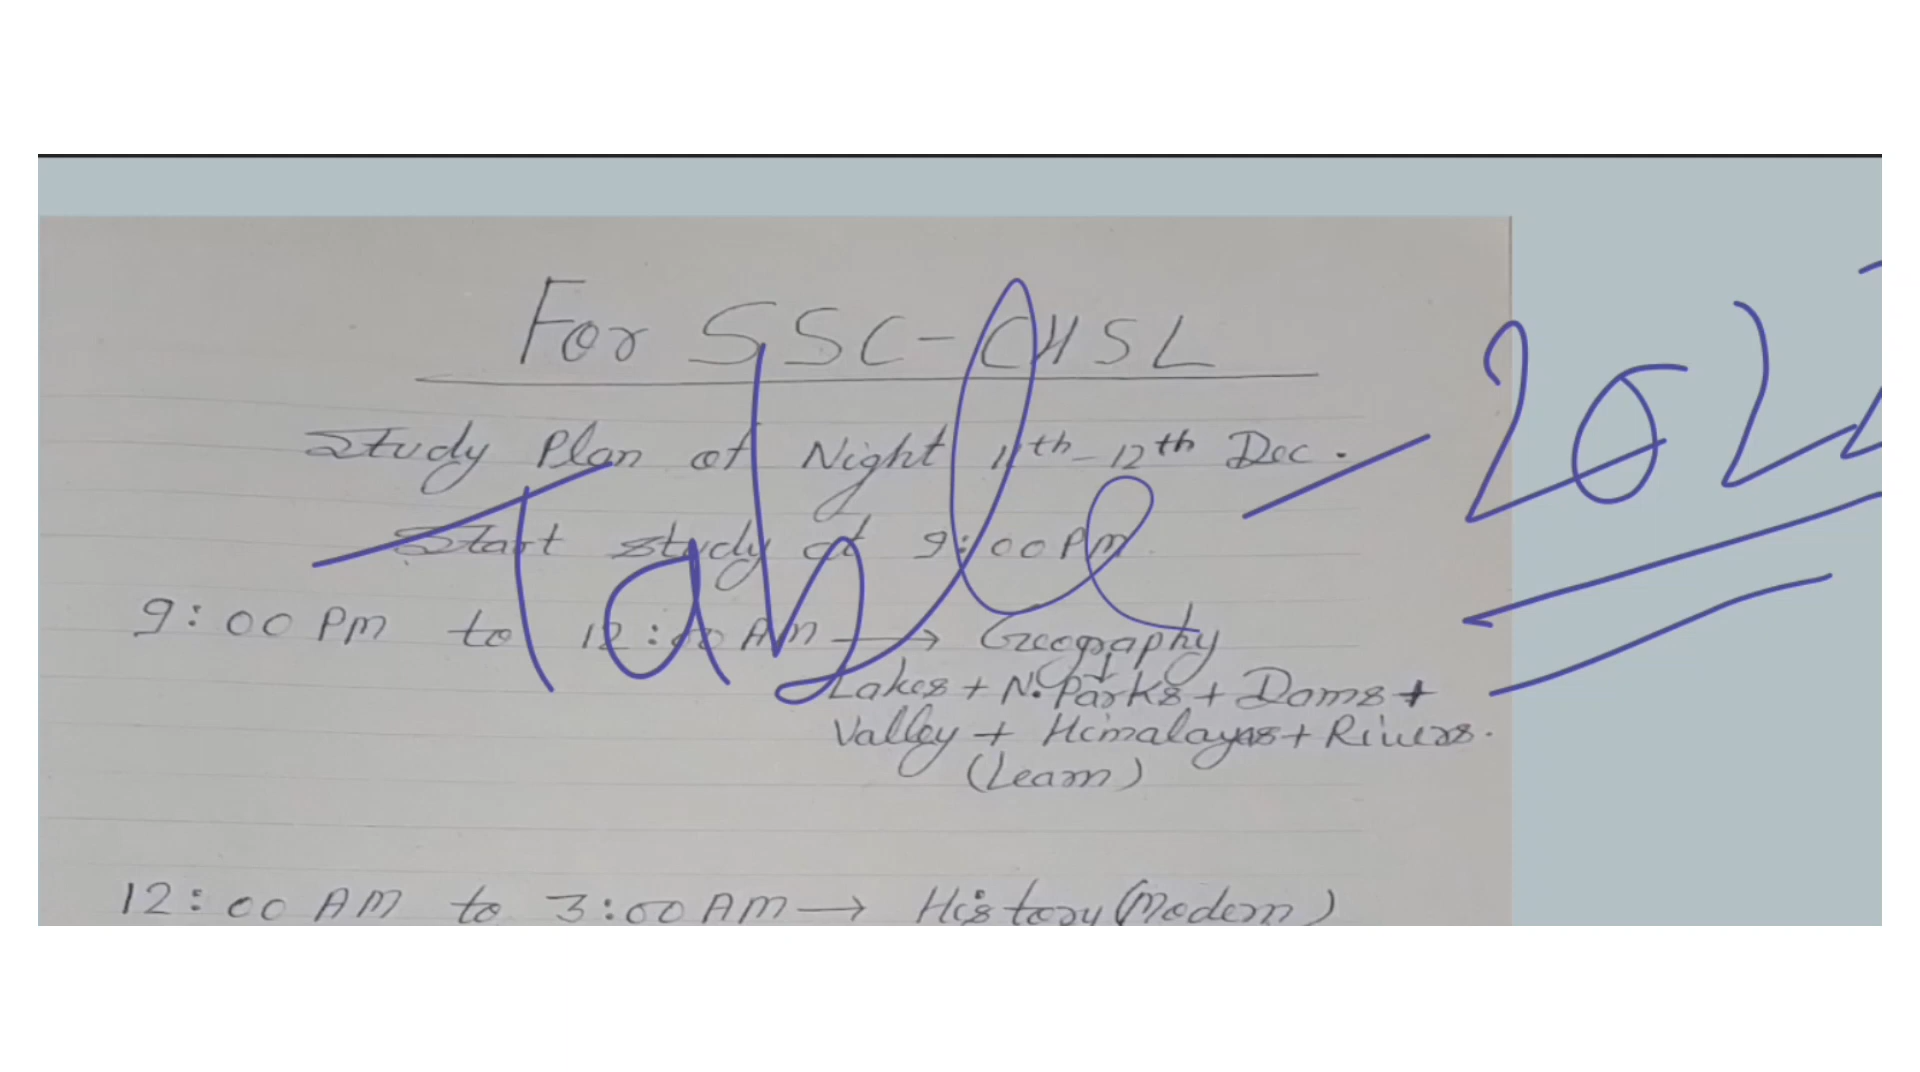 For SSC-CHSL
Study Plan of Night 11th-12th Dec.
Start study at 9:00 Pm
9:00 Pm to 12:00 AM → Geography
Lakes + N. Parks + Dams +
Valley + Himalayas + Rivers.
(Learn)
12:00 AM to 3:00 AM → History (Modern)
Table